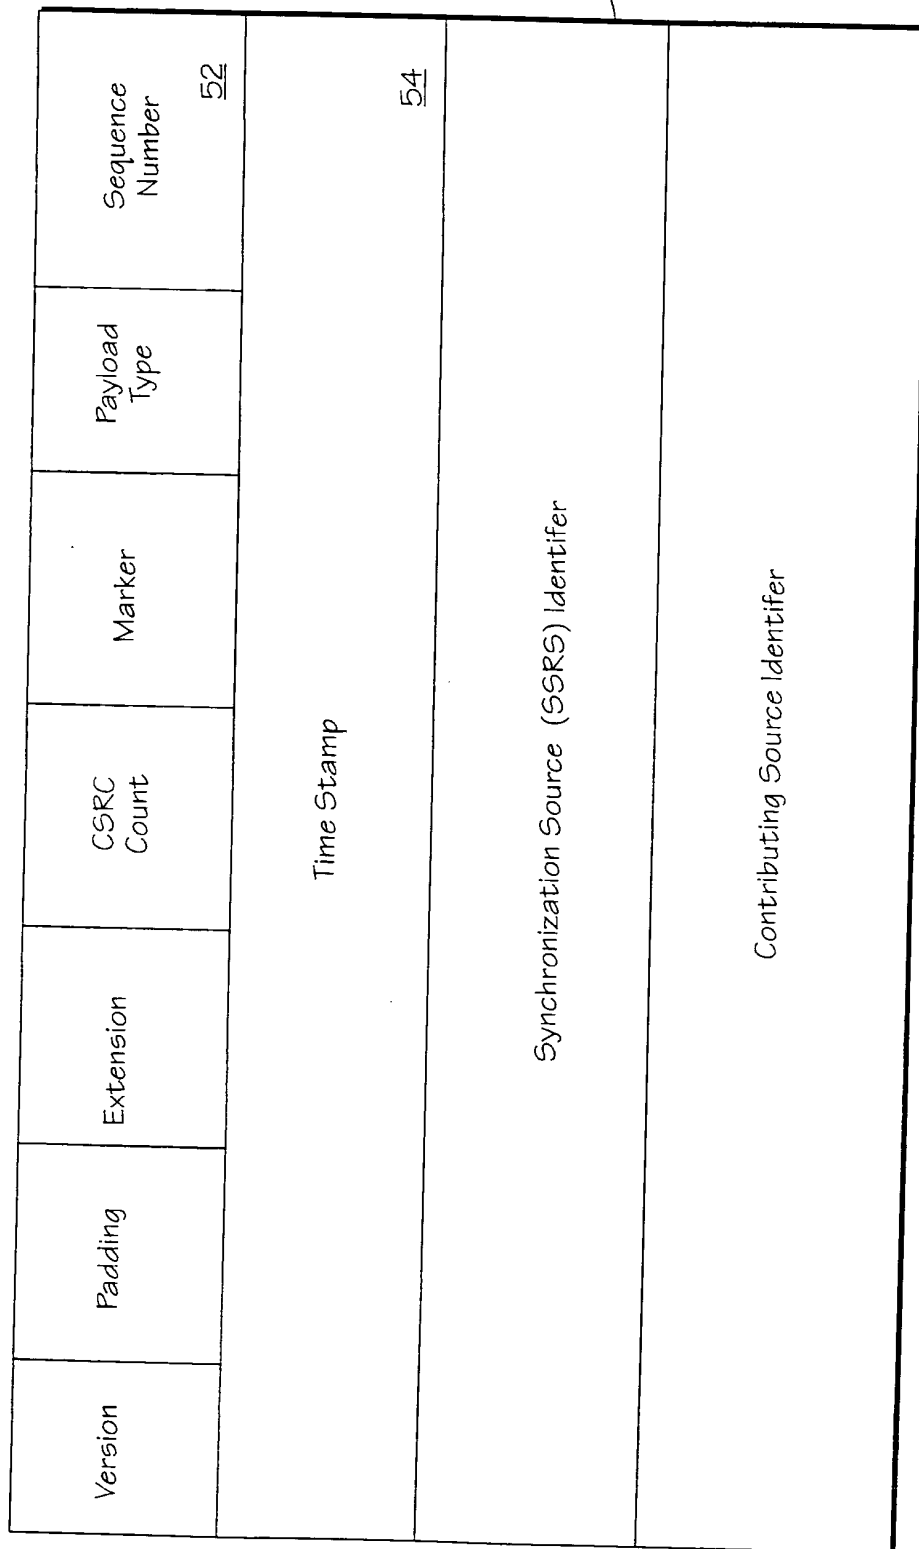 Version
Padding
Extension
CSRC
Count
Marker
Payload
Type
Sequence
Number
52
Time Stamp
54
Synchronization Source (SSRS) Identifer
Contributing Source Identifer